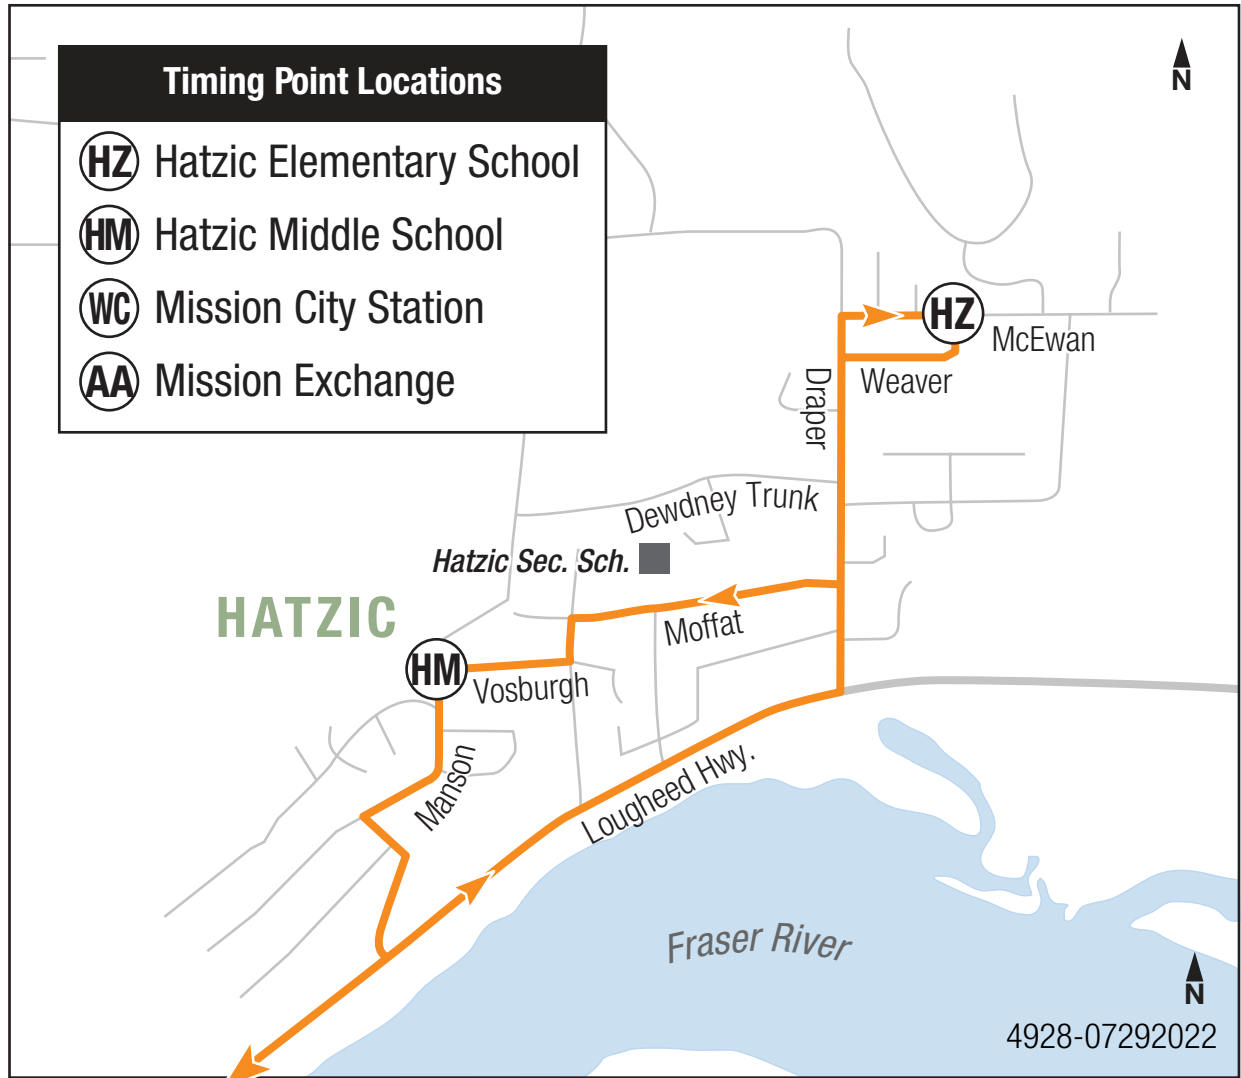 Timing Point Locations
HZ Hatzic Elementary School
HM Hatzic Middle School
WC Mission City Station
AA Mission Exchange
N
HZ
McEwan
Weaver
Draper
Dewdney Trunk
Hatzic Sec. Sch.
HATZIC
Moffat
HM
Vosburgh
Manson
Lougheed Hwy.
Fraser River
N
4928-07292022